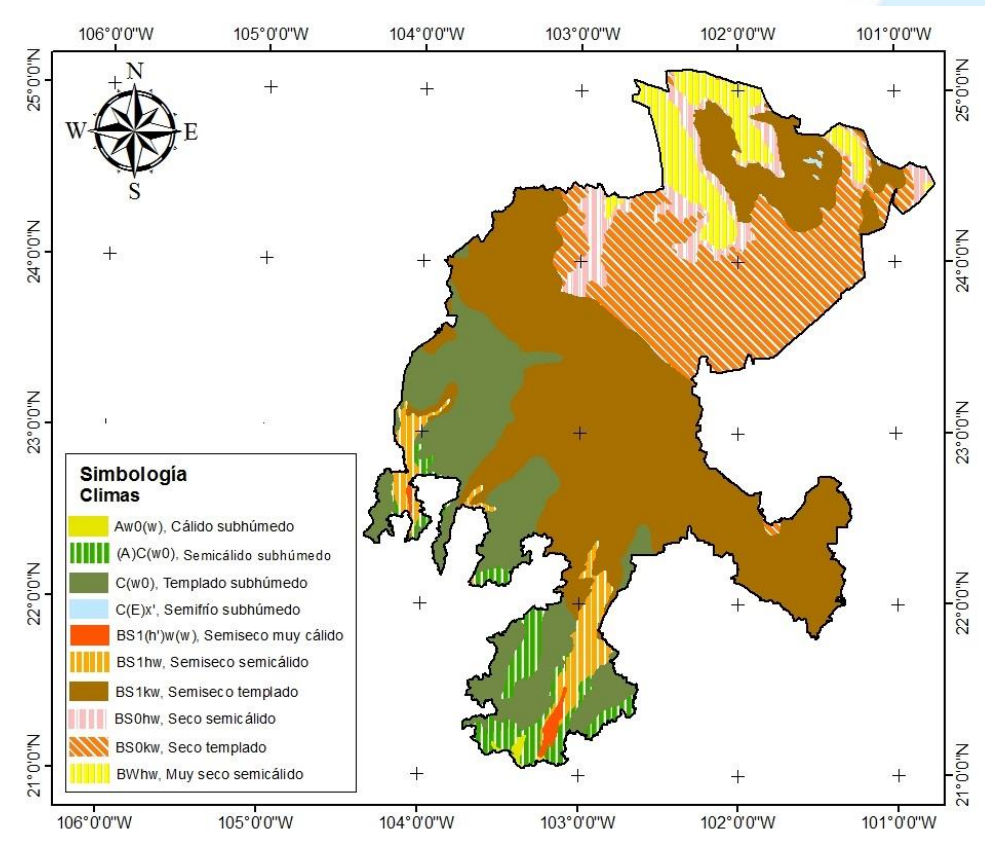 106°0'0"W 105°0'0"W 104°0'0"W 103°0'0"W 102°0'0"W 101°0'0"W
25°0'0"N
24°0'0"N
23°0'0"N
22°0'0"N
21°0'0"N
N
W E
S
25°0'0"N
24°0'0"N
23°0'0"N
22°0'0"N
21°0'0"N
Simbología
Climas
Aw0(w), Cálido subhúmedo
(A)C(w0), Semicálido subhúmedo
C(w0), Templado subhúmedo
C(E)x', Semifrío subhúmedo
BS1(h')w(w), Semiseco muy cálido
BS1hw, Semiseco semicálido
BS1kw, Semiseco templado
BS0hw, Seco semicálido
BS0kw, Seco templado
BWhw, Muy seco semicálido
106°0'0"W 105°0'0"W 104°0'0"W 103°0'0"W 102°0'0"W 101°0'0"W